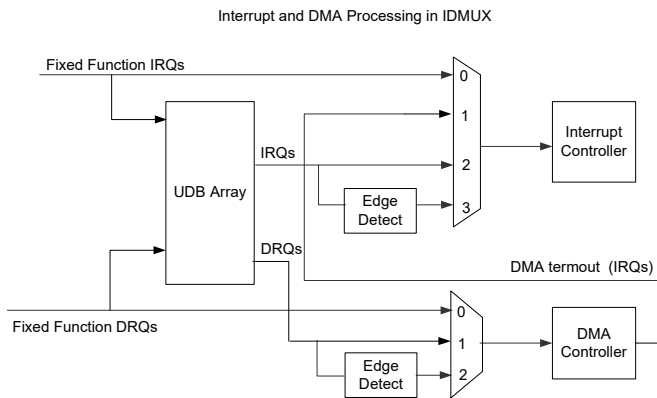 Interrupt and DMA Processing in IDMUX
Fixed Function IRQs
0
1
2
3
Interrupt
Controller
IRQs
UDB Array
Edge
Detect
DRQs
DMA termout (IRQs)
Fixed Function DRQs
0
1
2
DMA
Controller
Edge
Detect